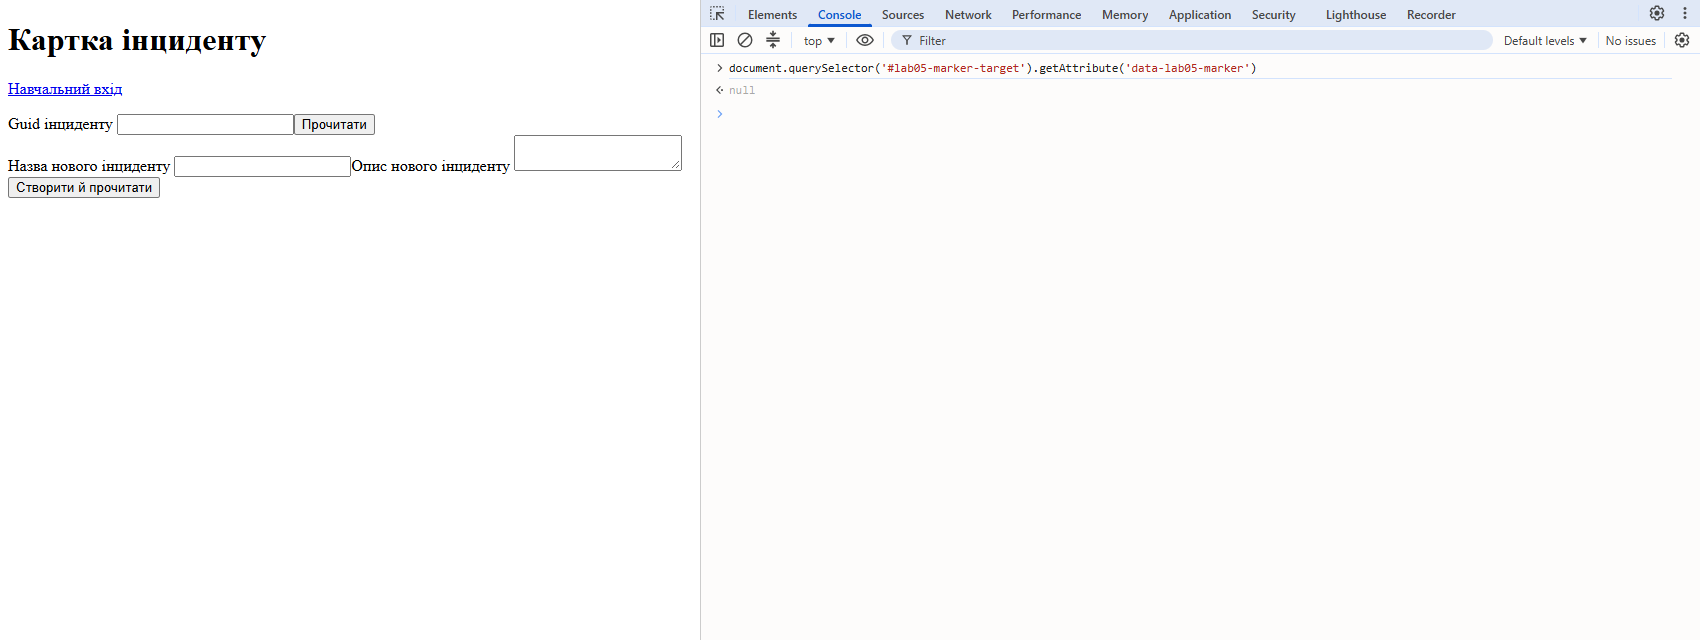 Картка інциденту
Навчальний вхід
Guid інциденту Прочитати
Назва нового інциденту Опис нового інциденту
Створити й прочитати
Elements Console Sources Network Performance Memory Application Security Lighthouse Recorder
top Filter Default levels No issues
document.querySelector('#lab05-marker-target').getAttribute('data-lab05-marker')
null